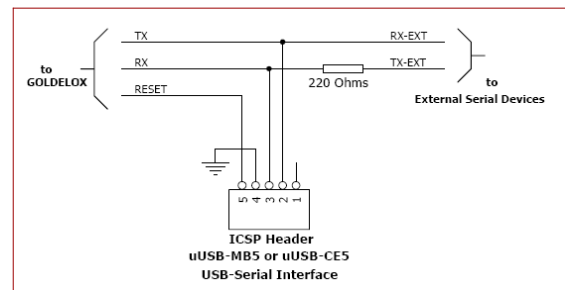 TX
RX-EXT
to
GOLDELOX
RX
TX-EXT
220 Ohms
to
External Serial Devices
RESET
5 4 3 2 1
ICSP Header
uUSB-MB5 or uUSB-CE5
USB-Serial Interface